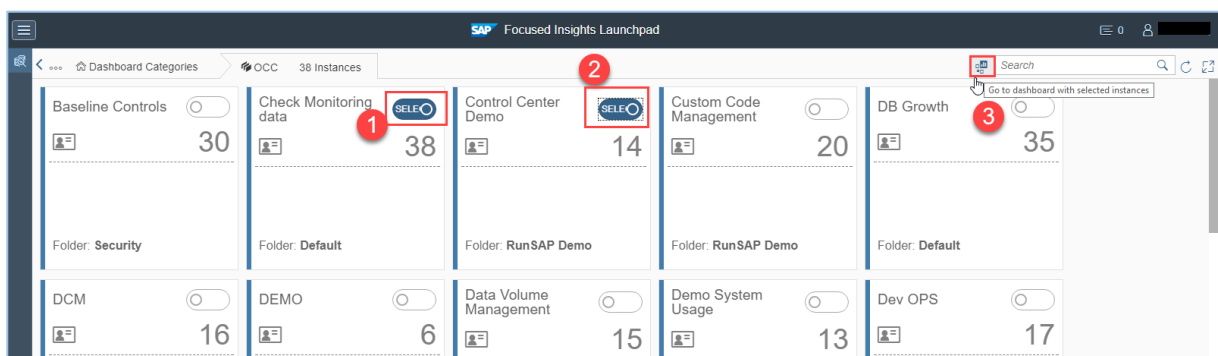 SAP Focused Insights Launchpad
0
Dashboard Categories
OCC 38 Instances
2
Search
Go to dashboard with selected instances
3
Baseline Controls
30
Folder: Security
Check Monitoring
data
SELE
1
38
Folder: Default
Control Center
Demo
SELE
14
Folder: RunSAP Demo
Custom Code
Management
20
Folder: RunSAP Demo
DB Growth
35
Folder: Default
DCM
16
DEMO
6
Data Volume
Management
15
Demo System
Usage
13
Dev OPS
17